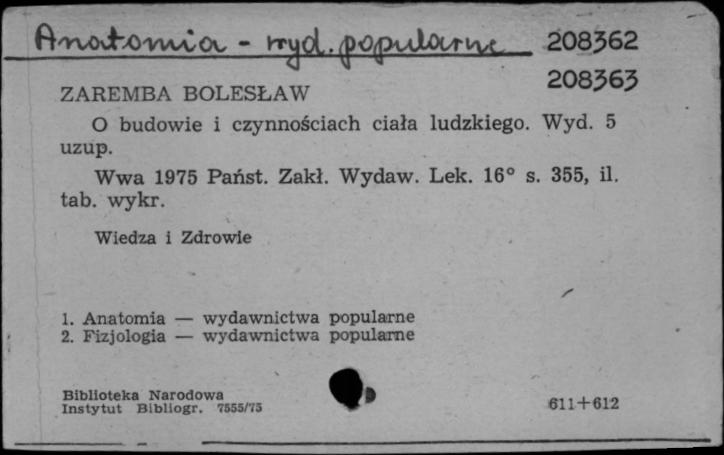 Anatomia - wyd. popularne 208362
208363
ZAREMBA BOLESŁAW
O budowie i czynnościach ciała ludzkiego. Wyd. 5
uzup.
Wwa 1975 Państ. Zakł. Wydaw. Lek. 16° s. 355, il.
tab. wykr.
Wiedza i Zdrowie
1. Anatomia — wydawnictwa popularne
2. Fizjologia — wydawnictwa popularne
Biblioteka Narodowa
Instytut Bibliogr. 7555/75 611+612